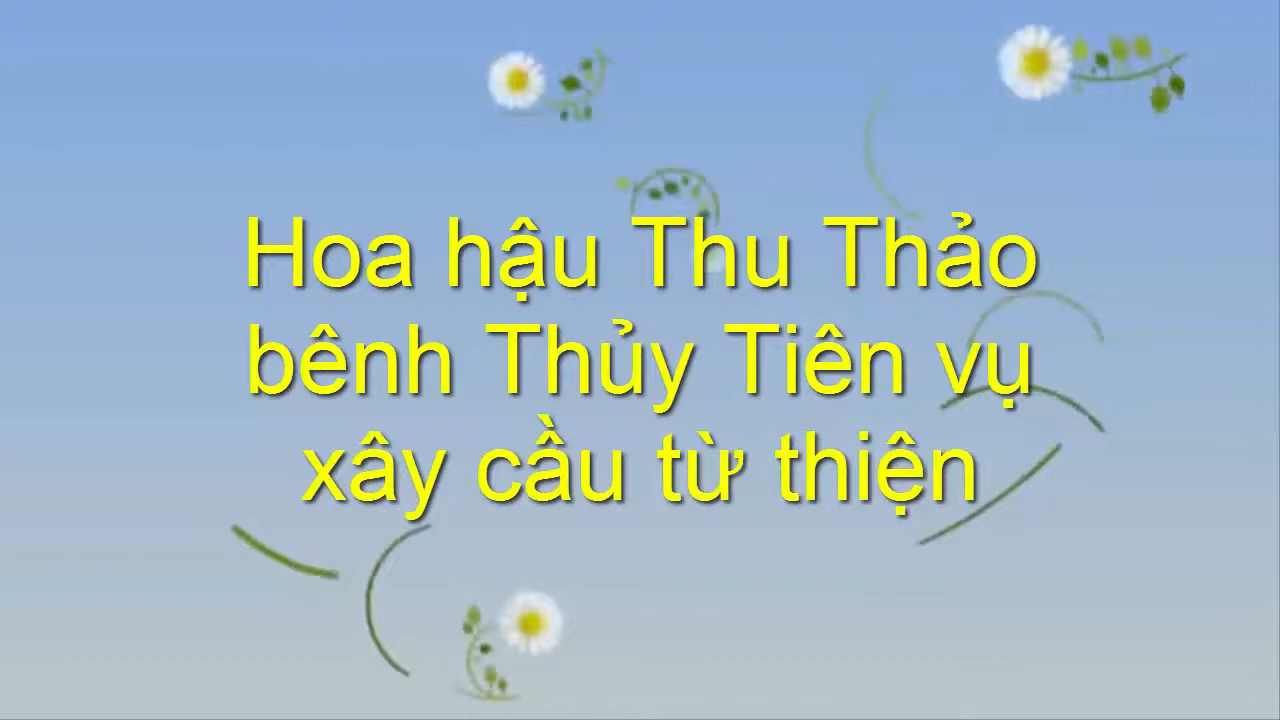 Hoa hậu Thu Thảo
bênh Thủy Tiên vụ
xây cầu từ thiện